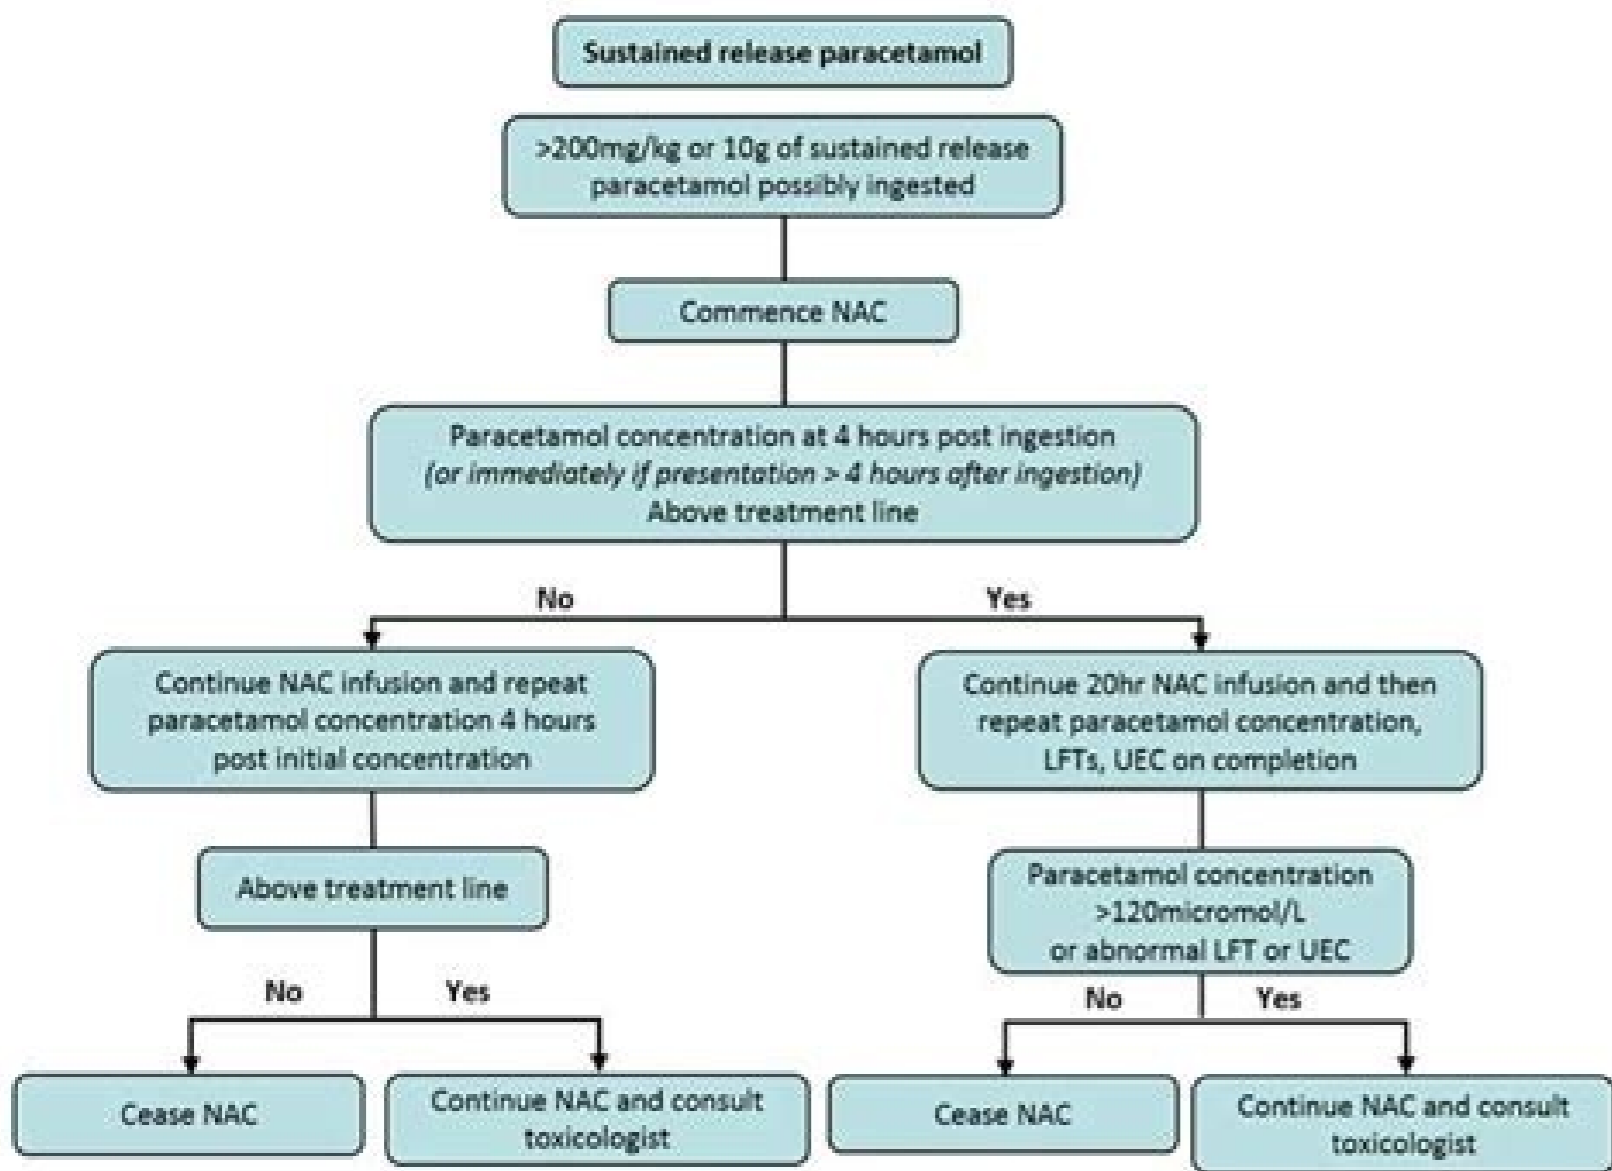 Sustained release paracetamol
>200mg/kg or 10g of sustained release
paracetamol possibly ingested
Commence NAC
Paracetamol concentration at 4 hours post ingestion
(or immediately if presentation > 4 hours after ingestion)
Above treatment line
No
Yes
Continue NAC infusion and repeat
paracetamol concentration 4 hours
post initial concentration
Continue 20hr NAC infusion and then
repeat paracetamol concentration,
LFTs, UEC on completion
Above treatment line
Paracetamol concentration
>120micromol/L
or abnormal LFT or UEC
No
Yes
No
Yes
Cease NAC
Continue NAC and consult
toxicologist
Cease NAC
Continue NAC and consult
toxicologist